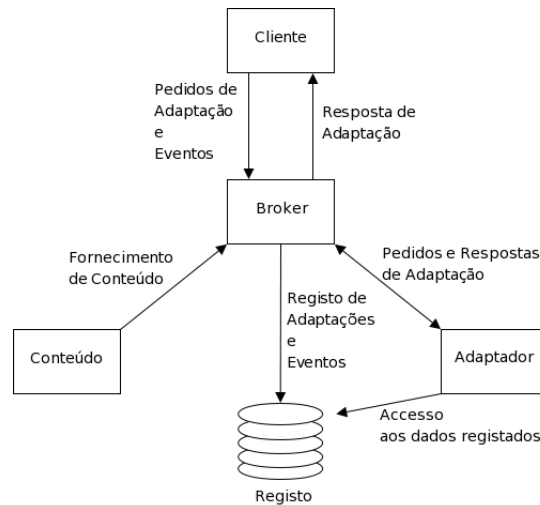 Cliente
Pedidos de
Adaptação
e
Eventos
Resposta de
Adaptação
Broker
Fornecimento
de Conteúdo
Pedidos e Respostas
de Adaptação
Registo de
Adaptações
e
Eventos
Conteúdo
Adaptador
Accesso
aos dados registados
Registo